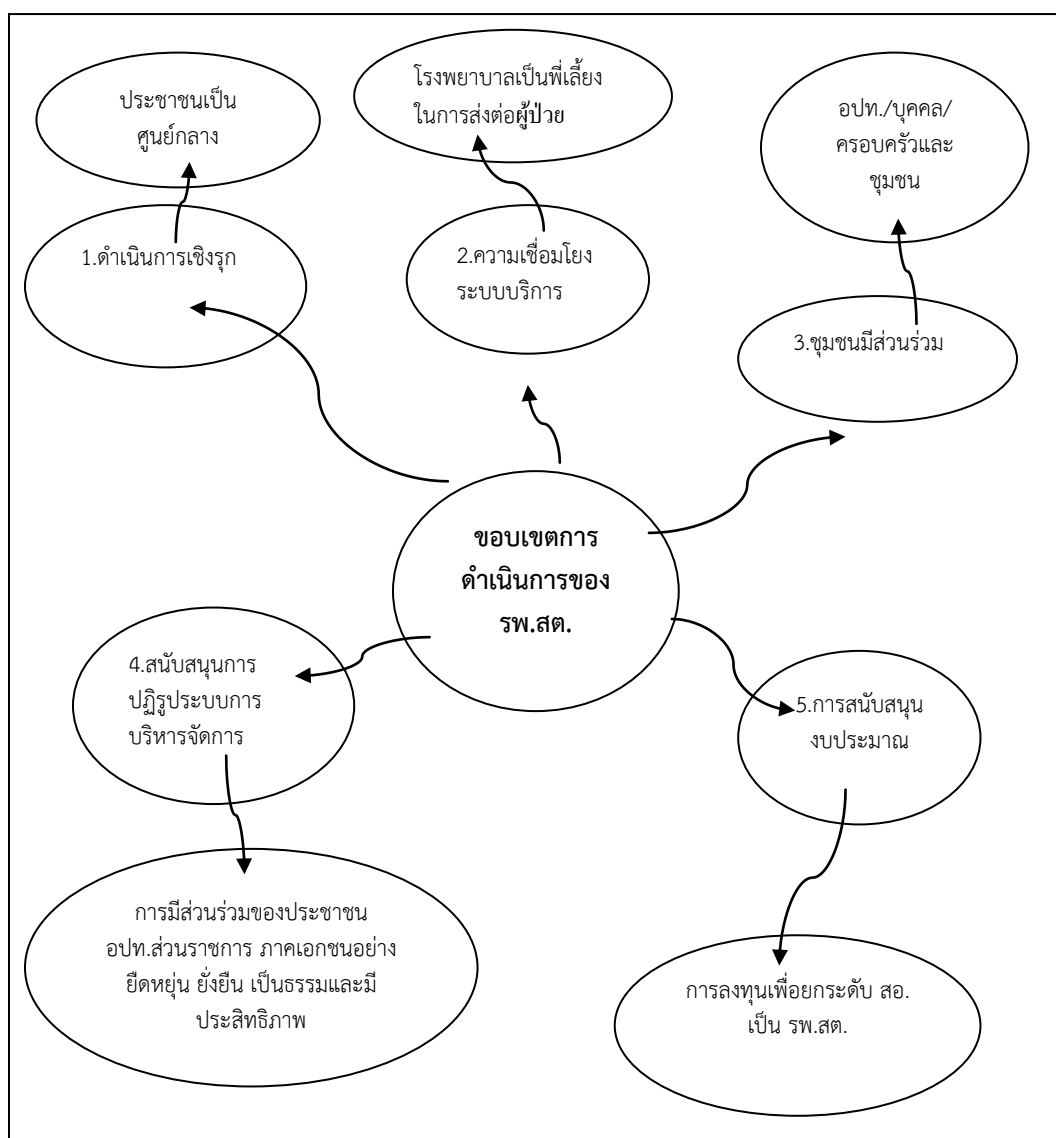 ประชาชนเป็น
ศูนย์กลาง
โรงพยาบาลเป็นพี่เลี้ยง
ในการส่งต่อผู้ป่วย
อปท./บุคคล/
ครอบครัวและ
ชุมชน
1.ดำเนินการเชิงรุก
2.ความเชื่อมโยง
ระบบบริการ
3.ชุมชนมีส่วนร่วม
ขอบเขตการ
ดำเนินการของ
รพ.สต.
4.สนับสนุนการ
ปฏิรูประบบการ
บริหารจัดการ
5.การสนับสนุน
งบประมาณ
การมีส่วนร่วมของประชาชน
อปท.ส่วนราชการ ภาคเอกชนอย่าง
ยืดหยุ่น ยั่งยืน เป็นธรรมและมี
ประสิทธิภาพ
การลงทุนเพื่อยกระดับ สอ.
เป็น รพ.สต.